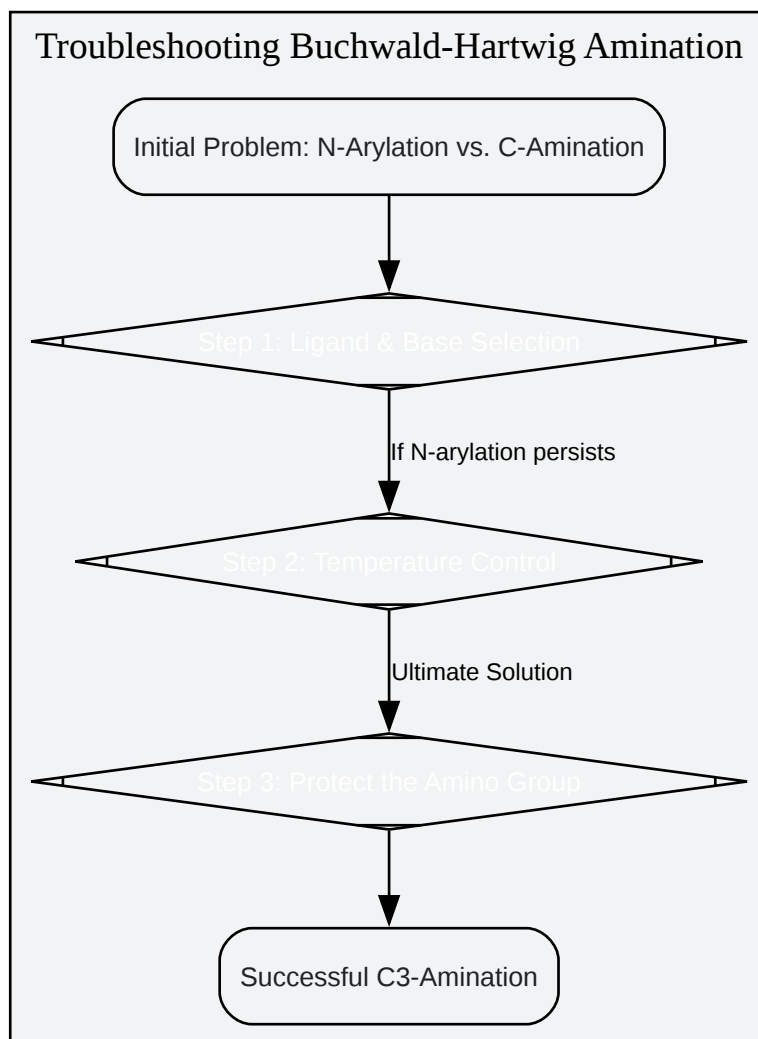 Troubleshooting Buchwald-Hartwig Amination
Initial Problem: N-Arylation vs. C-Amination
Step 1: Ligand & Base Selection
If N-arylation persists
Step 2: Temperature Control
Ultimate Solution
Step 3: Protect the Amino Group
Successful C3-Amination